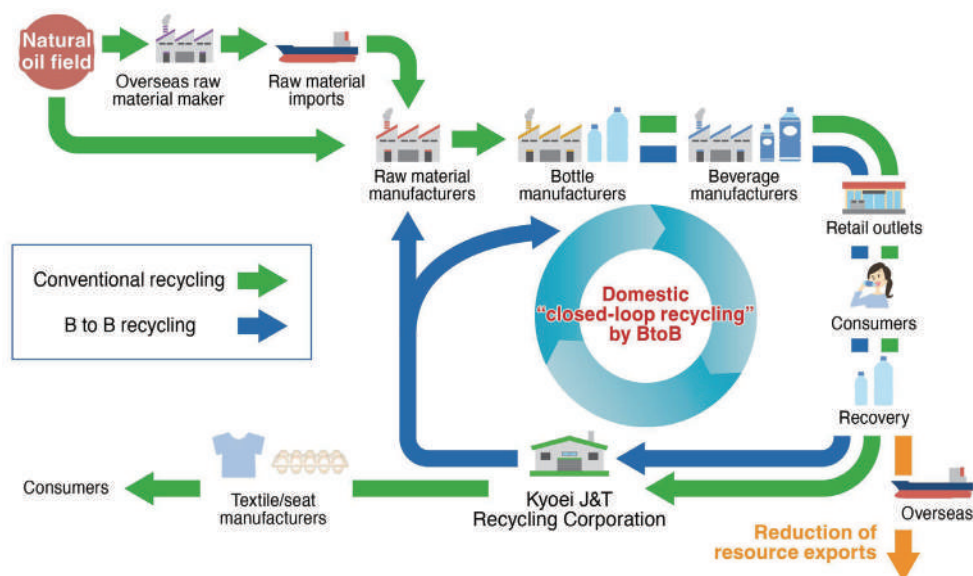 Natural
oil field
Overseas raw
material maker
Raw material
imports
Raw material
manufacturers
Bottle
manufacturers
Beverage
manufacturers
Retail outlets
Conventional recycling
B to B recycling
Domestic
“closed-loop recycling”
by BtoB
Consumers
Recovery
Consumers
Textile/seat
manufacturers
Kyoei J&T
Recycling Corporation
Overseas
Reduction of
resource exports